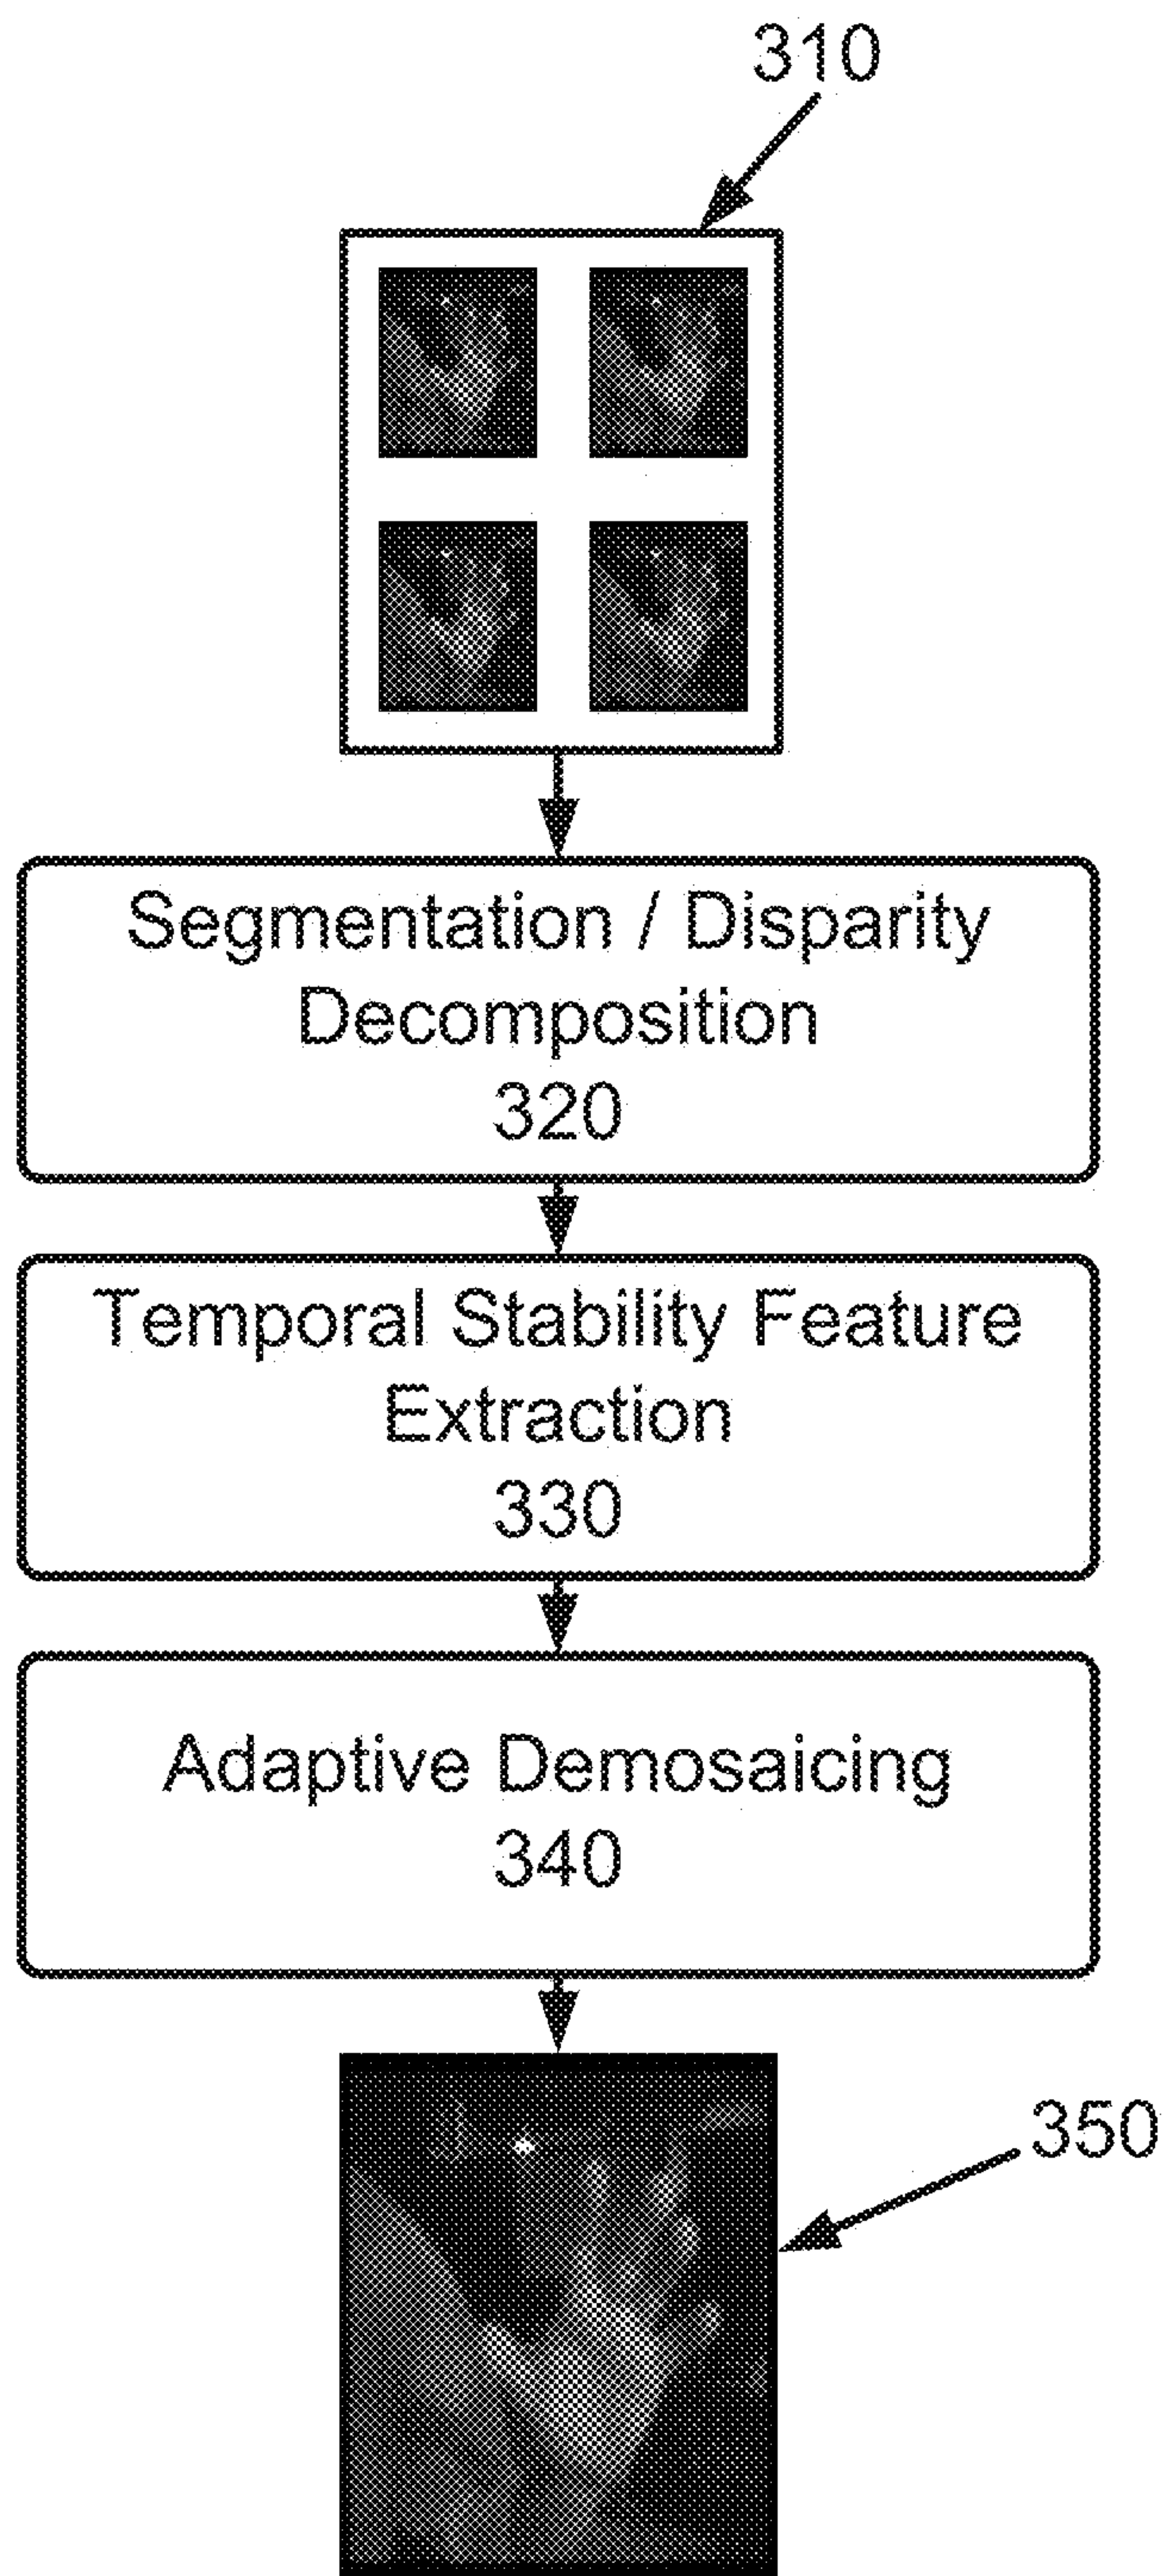 310
Segmentation / Disparity
Decomposition
320
Temporal Stability Feature
Extraction
330
Adaptive Demosaicing
340
350